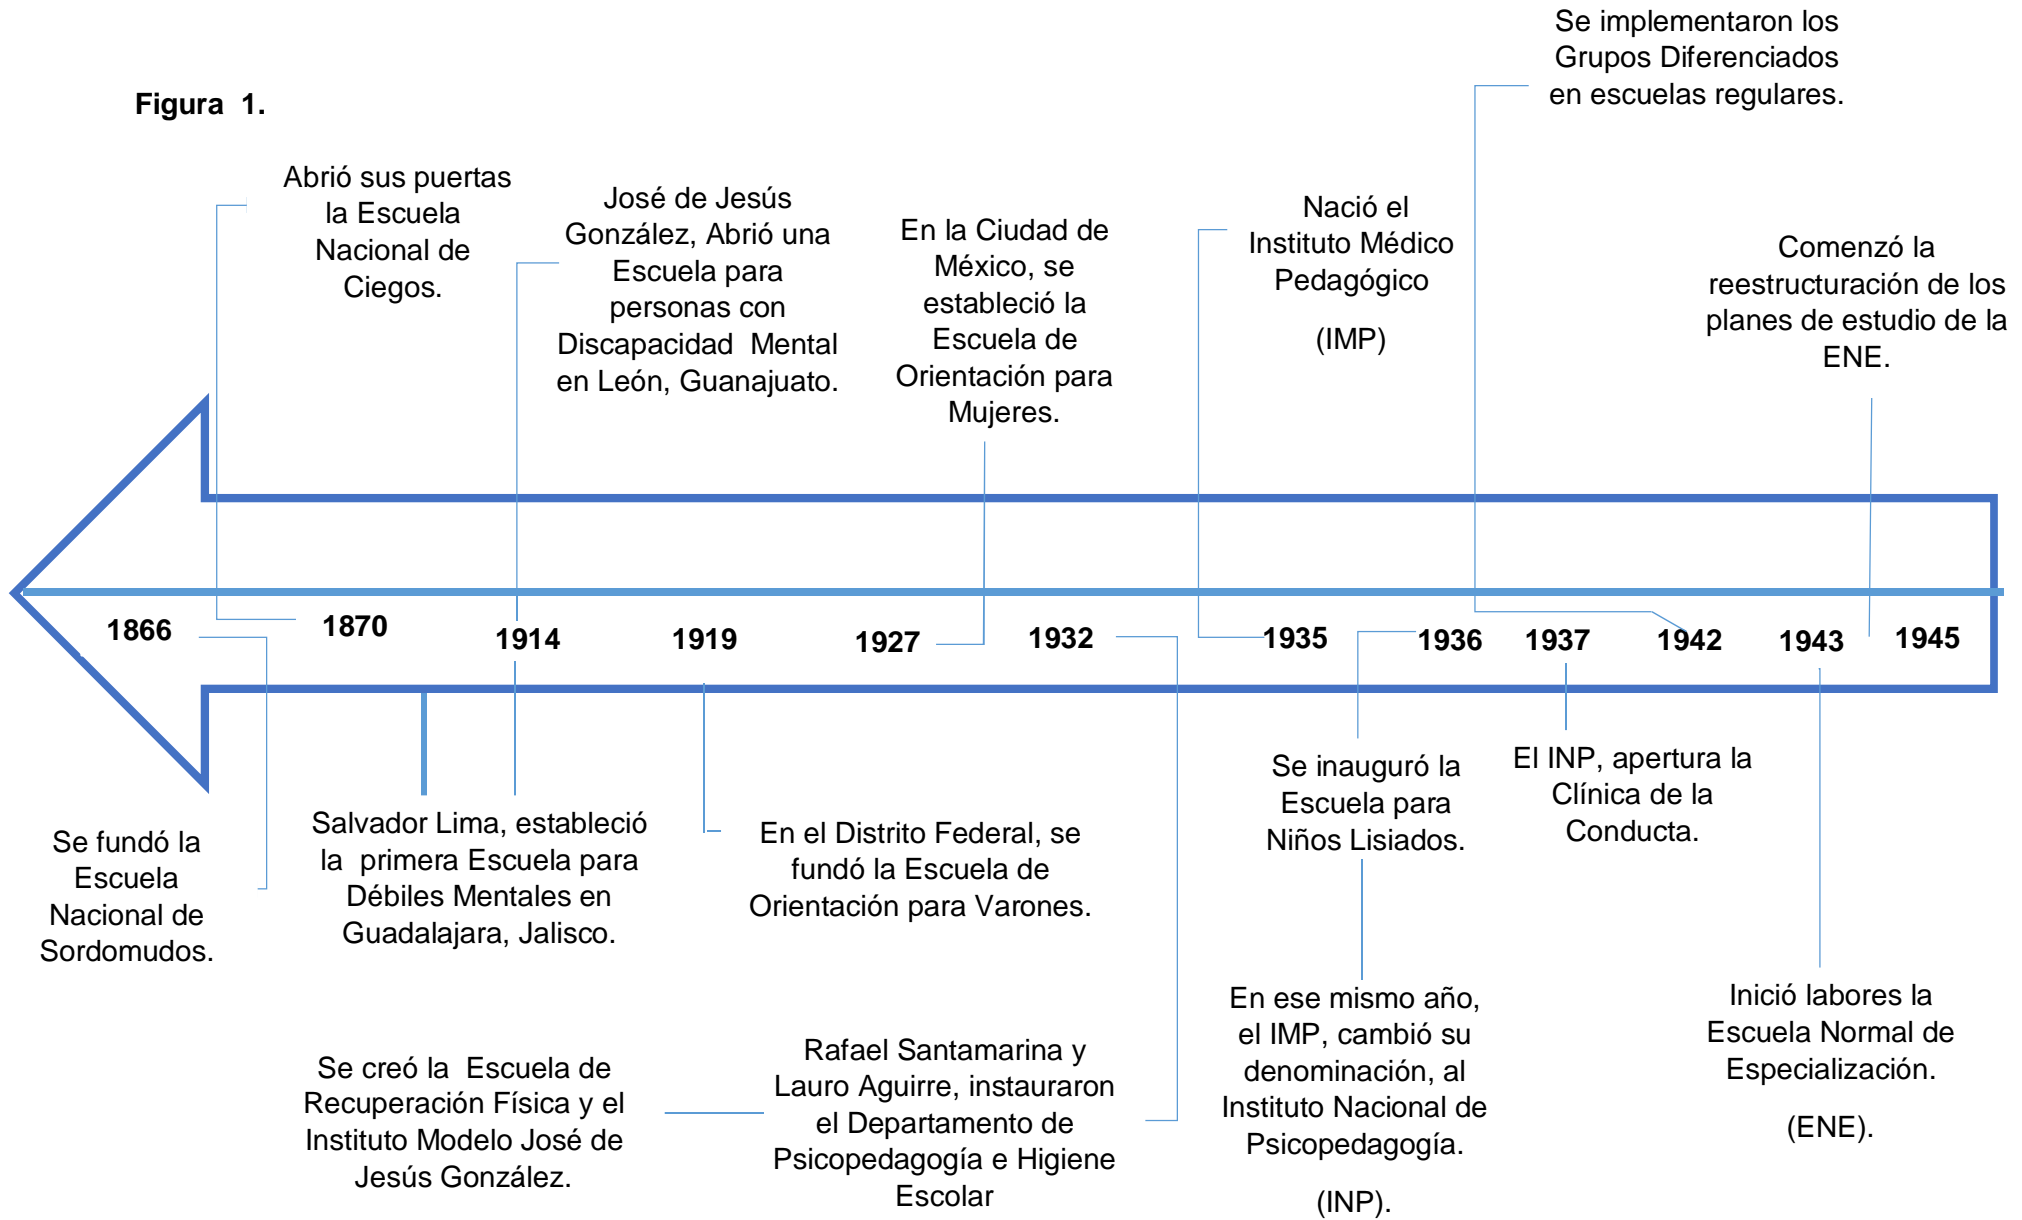 Figura 1.
Se implementaron los
Grupos Diferenciados
en escuelas regulares.
Abrió sus puertas
la Escuela
Nacional de
Ciegos.
José de Jesús
González, Abrió una
Escuela para
personas con
Discapacidad Mental
en León, Guanajuato.
En la Ciudad de
México, se
estableció la
Escuela de
Orientación para
Mujeres.
Nació el
Instituto Médico
Pedagógico
(IMP)
Comenzó la
reestructuración de los
planes de estudio de la
ENE.
1866 1870 1914 1919 1927 1932 1935 1936 1937 1942 1943 1945
Se fundó la
Escuela
Nacional de
Sordomudos.
Salvador Lima, estableció
la primera Escuela para
Débiles Mentales en
Guadalajara, Jalisco.
En el Distrito Federal, se
fundó la Escuela de
Orientación para Varones.
Se inauguró la
Escuela para
Niños Lisiados.
El INP, apertura la
Clínica de la
Conducta.
Se creó la Escuela de
Recuperación Física y el
Instituto Modelo José de
Jesús González.
Rafael Santamarina y
Lauro Aguirre, instauraron
el Departamento de
Psicopedagogía e Higiene
Escolar
En ese mismo año,
el IMP, cambió su
denominación, al
Instituto Nacional de
Psicopedagogía.
(INP).
Inició labores la
Escuela Normal de
Especialización.
(ENE).